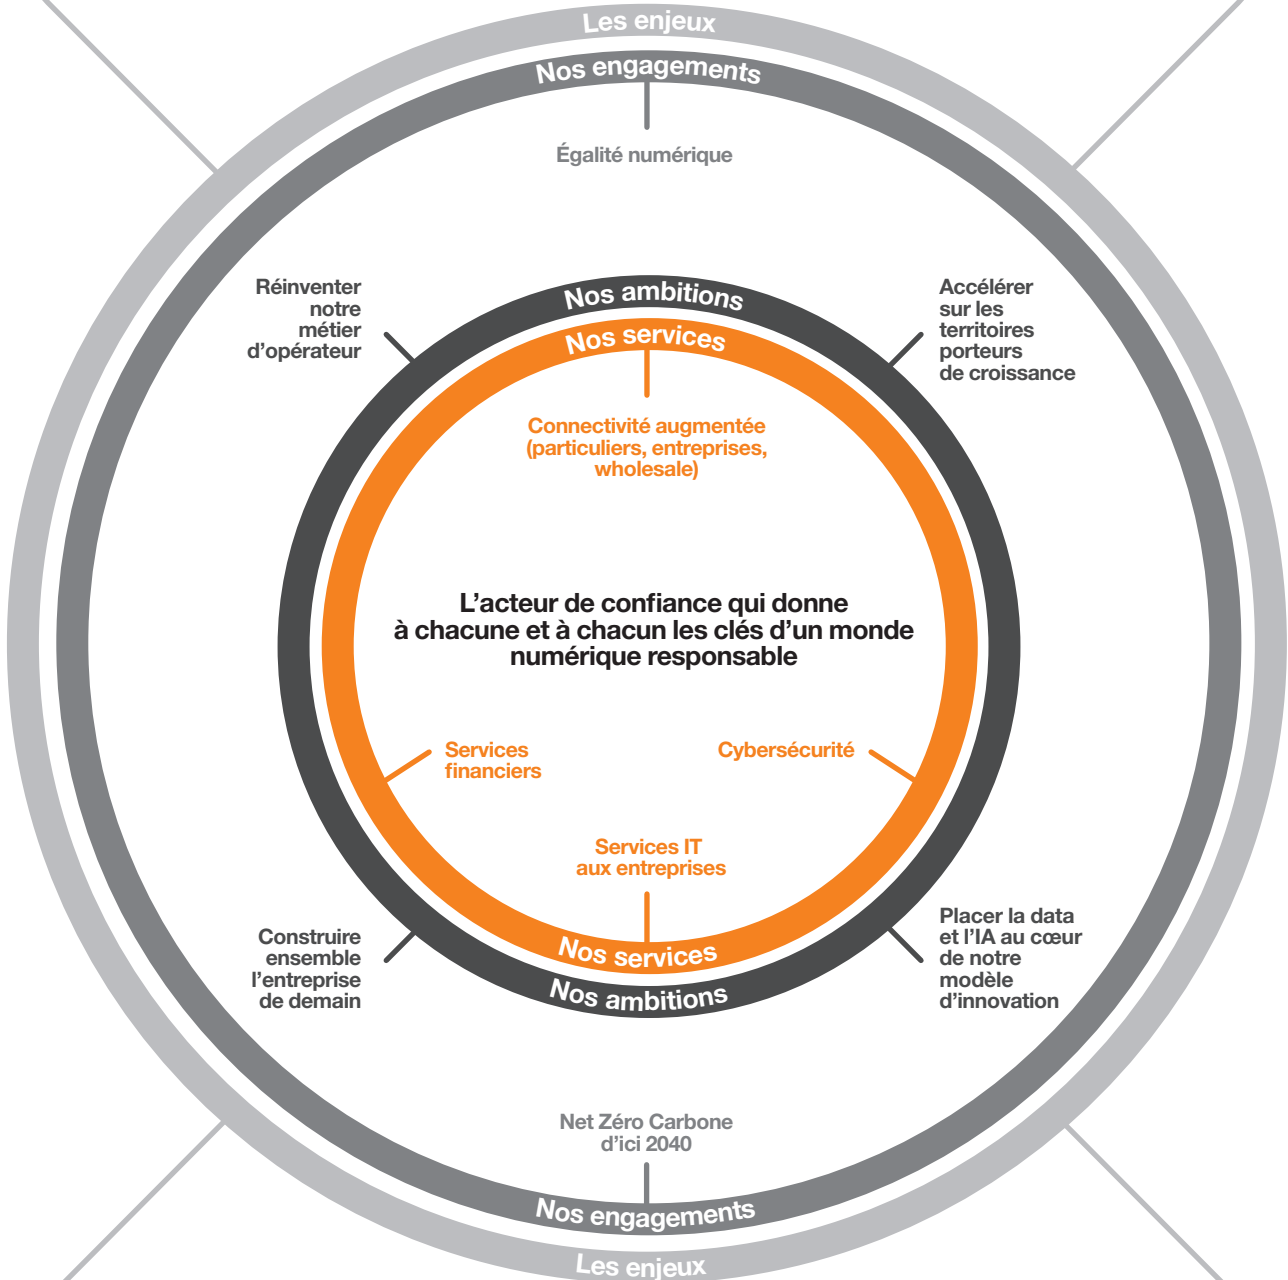 Les enjeux
Nos engagements
Égalité numérique
Réinventer
notre
métier
d’opérateur
Nos ambitions
Accélérer
sur les
territoires
porteurs
de croissance
Nos services
Connectivité augmentée
(particuliers, entreprises,
wholesale)
L’acteur de confiance qui donne
à chacune et à chacun les clés d’un monde
numérique responsable
Services
financiers
Cybersécurité
Services IT
aux entreprises
Nos services
Nos ambitions
Construire
ensemble
l’entreprise
de demain
Placer la data
et l’IA au cœur
de notre
modèle
d’innovation
Net Zéro Carbone
d’ici 2040
Nos engagements
Les enjeux